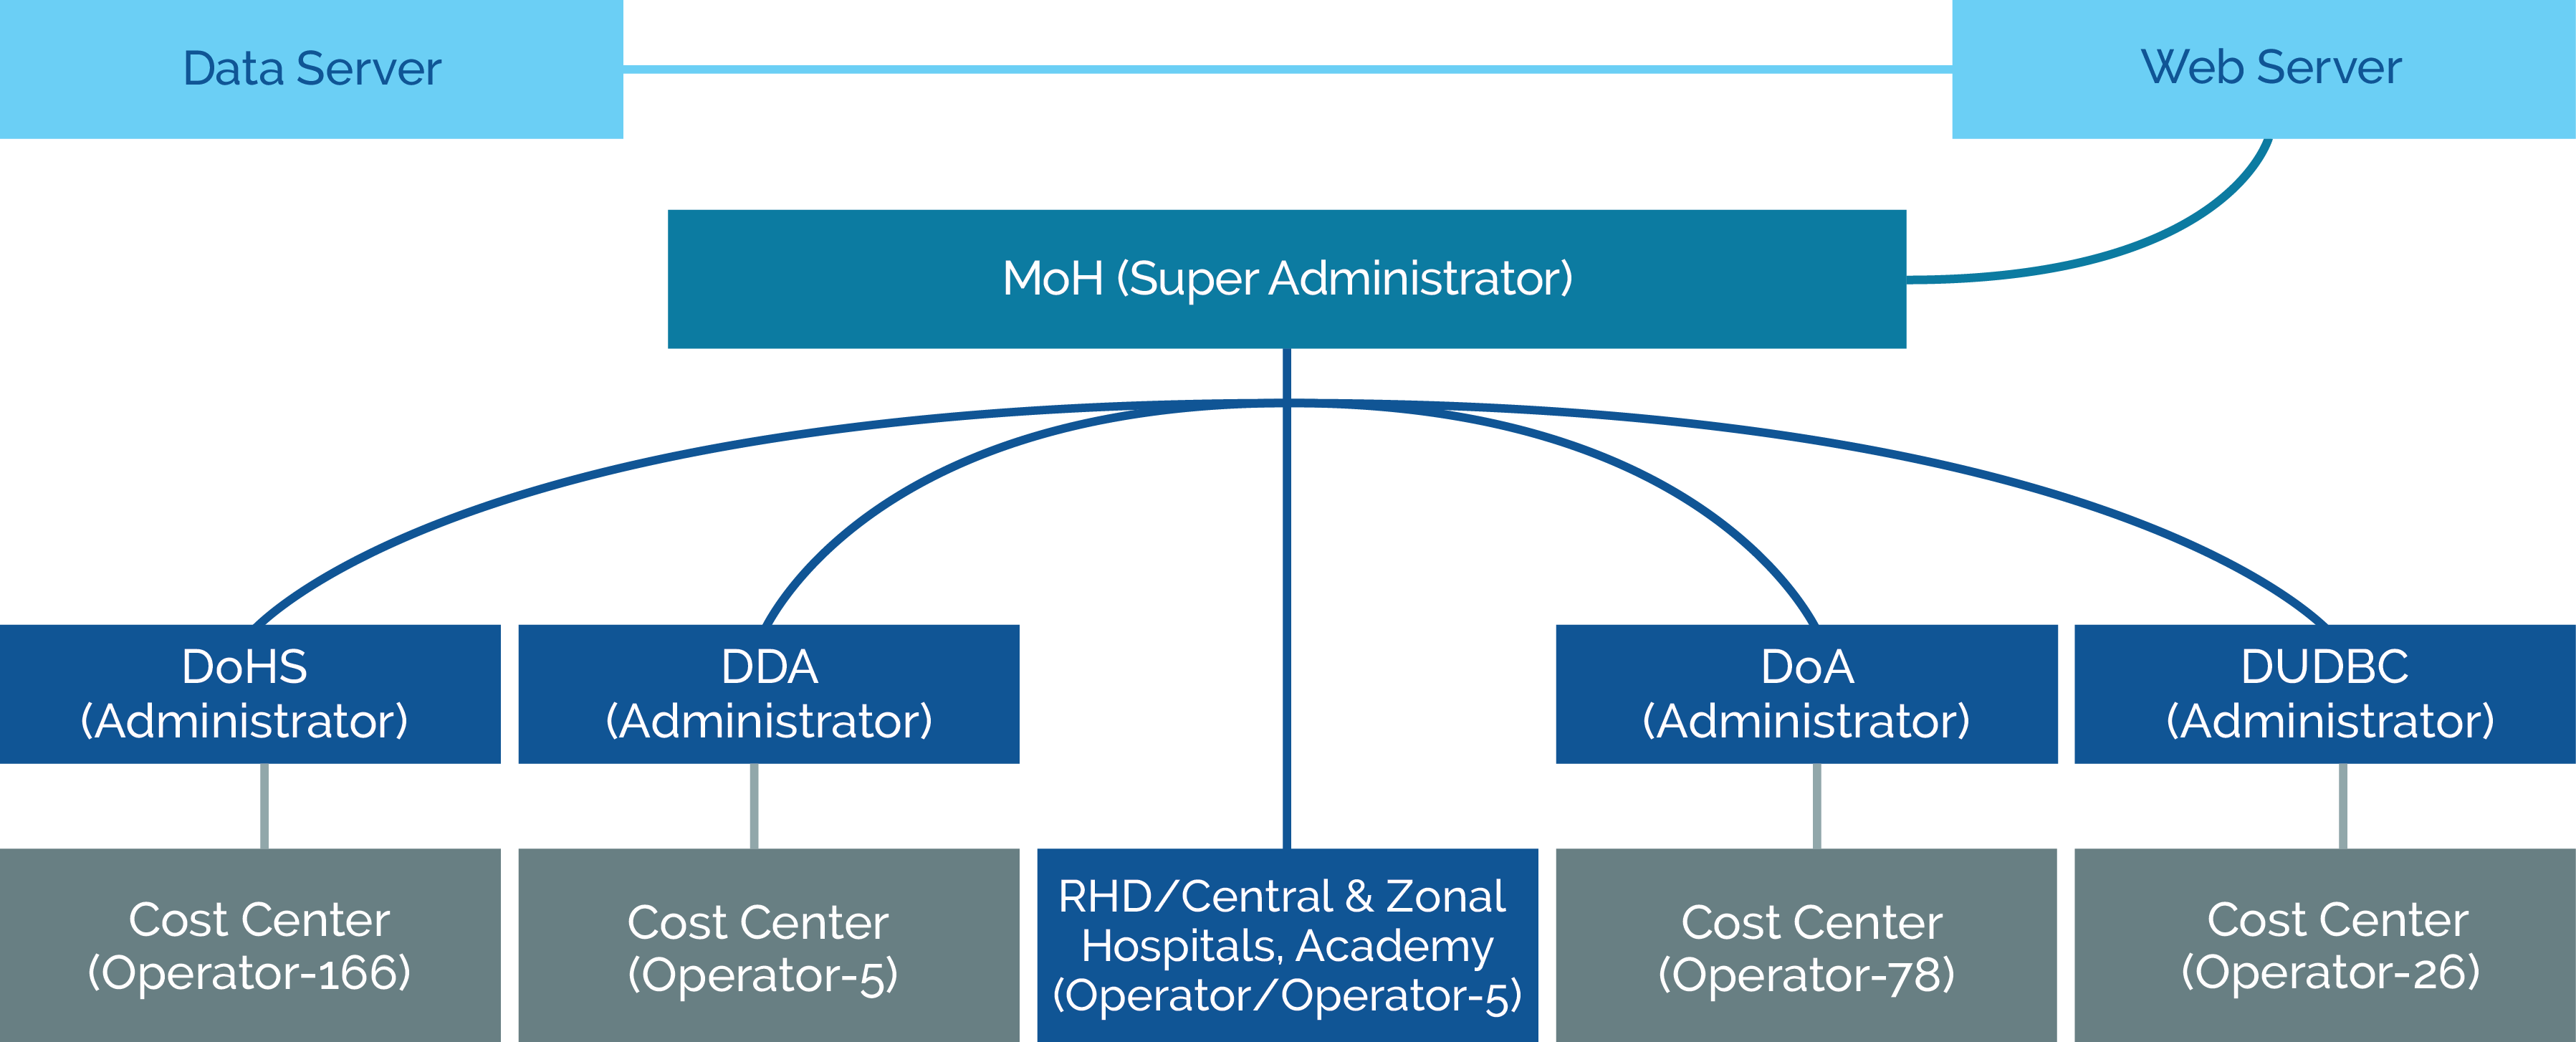 Data Server
Web Server
MoH (Super Administrator)
DoHS
(Administrator)
DDA
(Administrator)
DoA
(Administrator)
DUDBC
(Administrator)
Cost Center
(Operator-166)
Cost Center
(Operator-5)
RHD/Central & Zonal
Hospitals, Academy
(Operator/Operator-5)
Cost Center
(Operator-78)
Cost Center
(Operator-26)